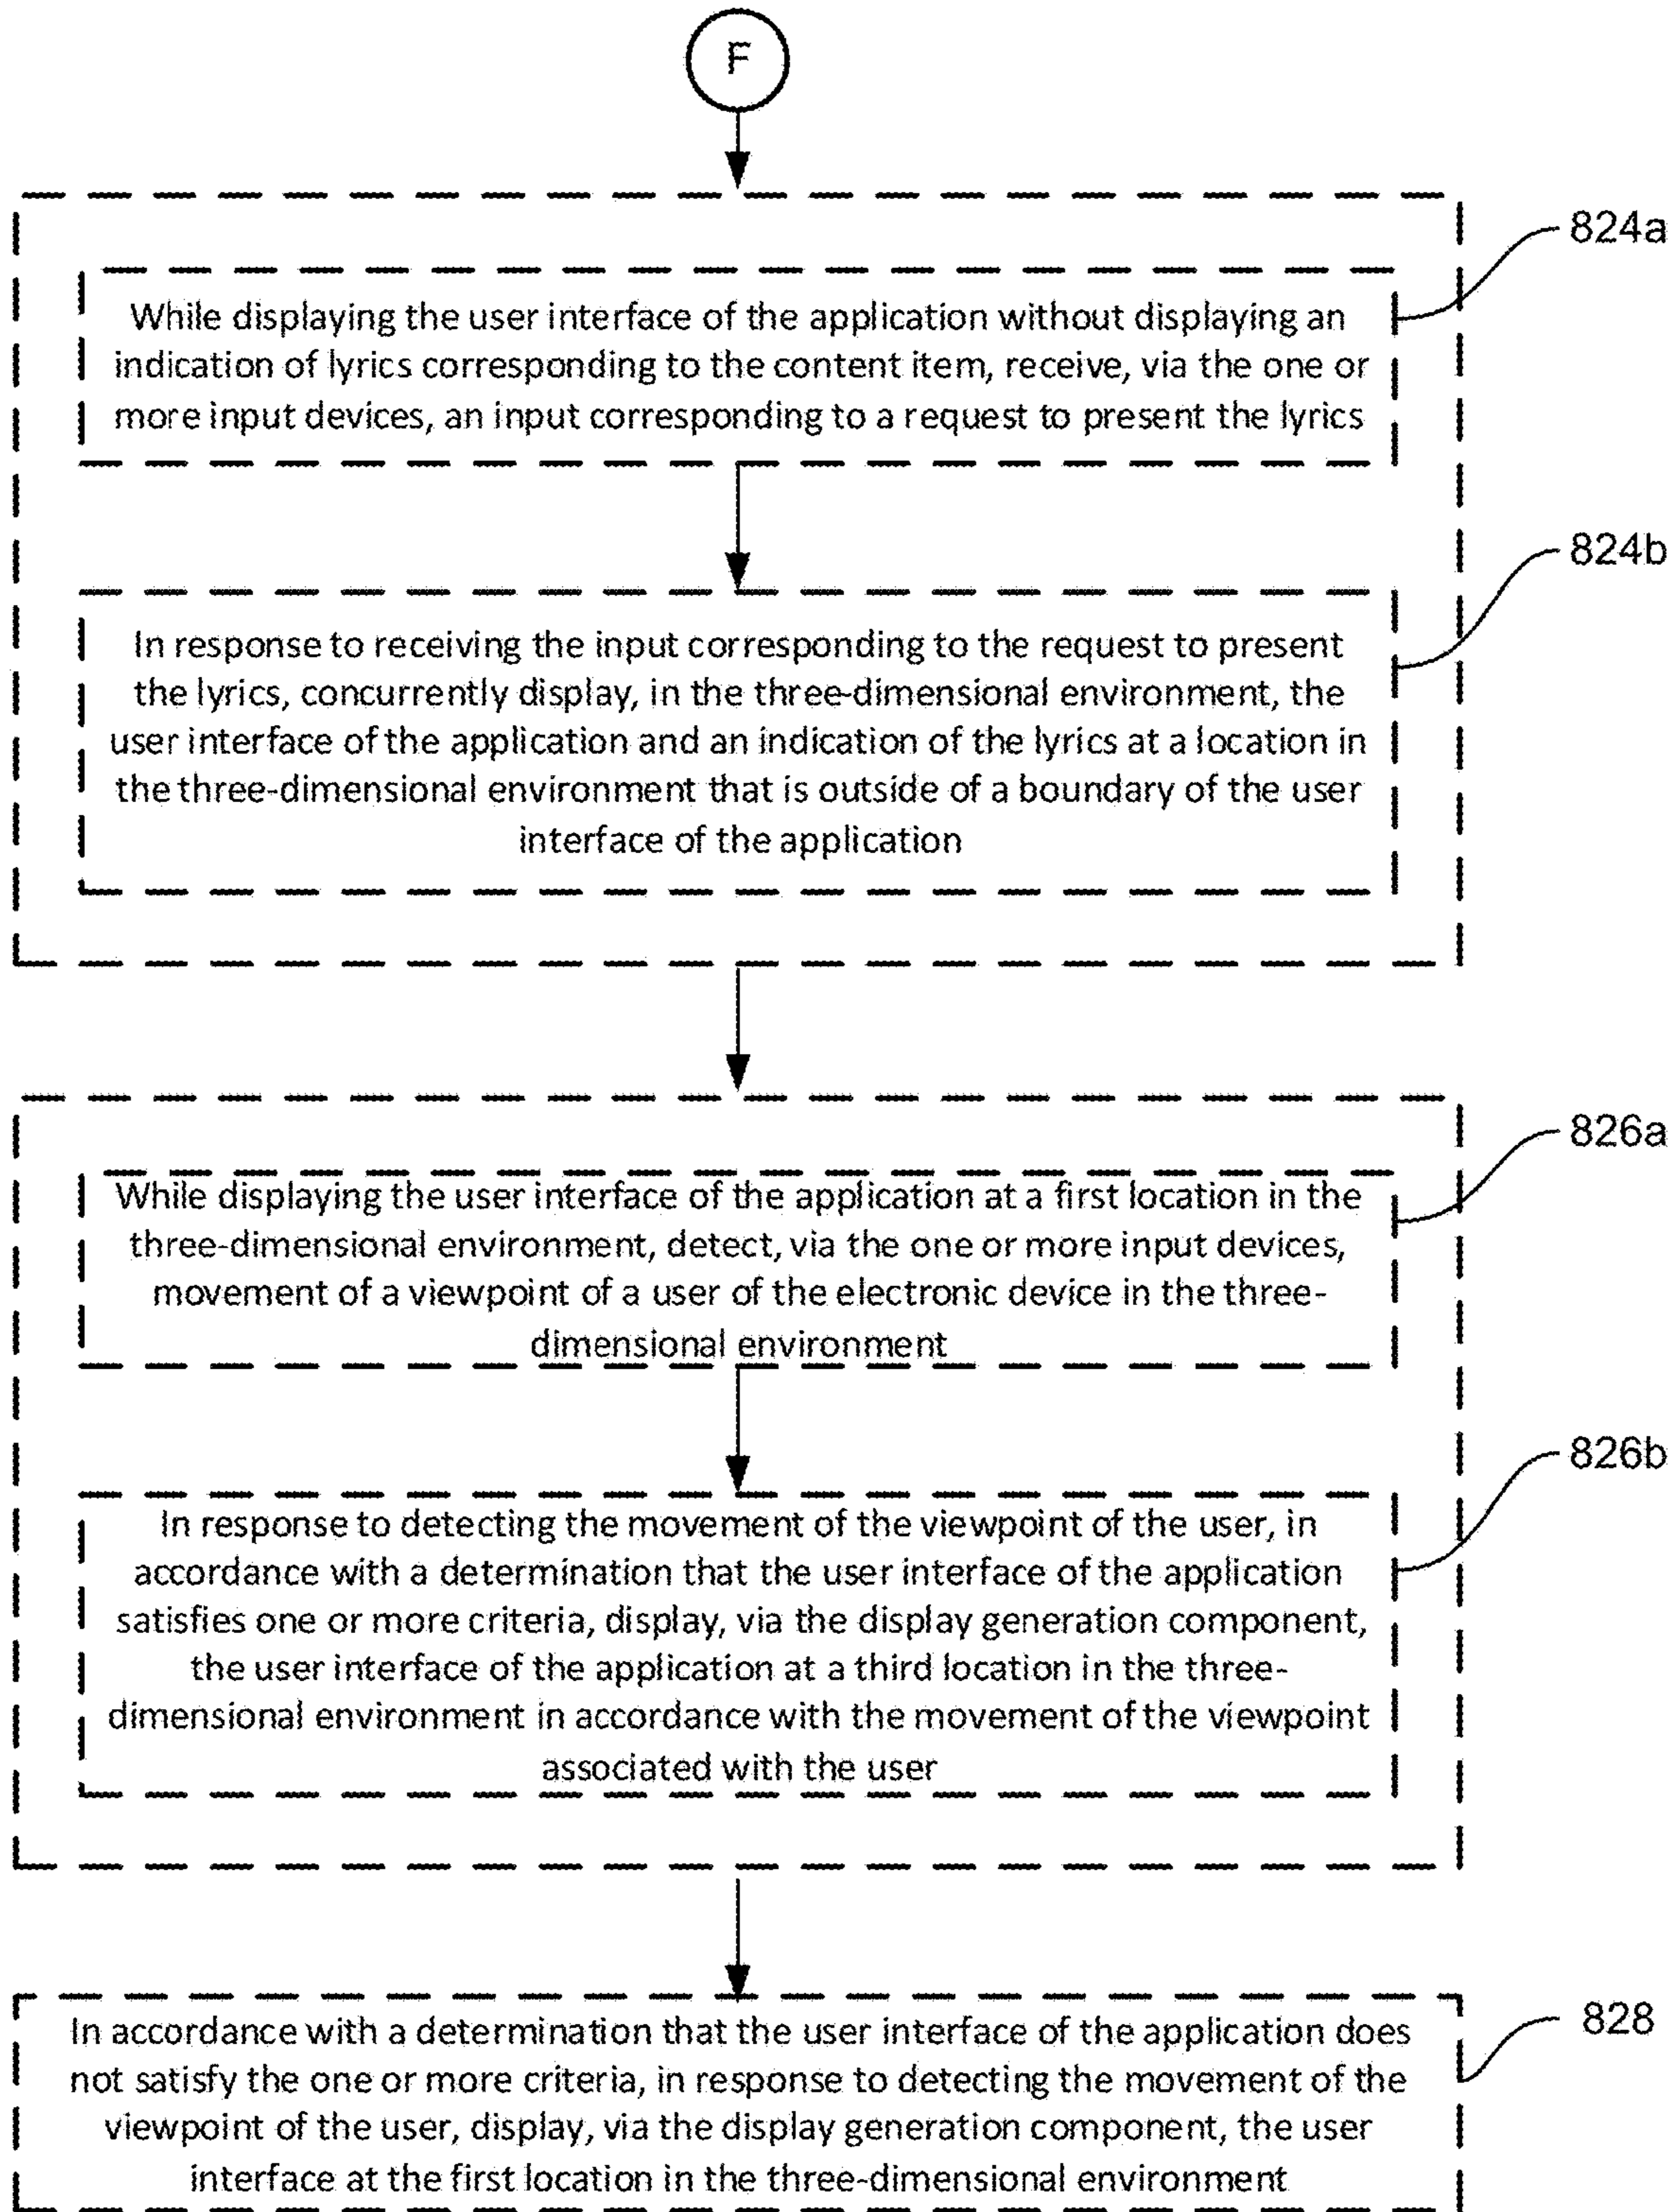 F
824a
While displaying the user interface of the application without displaying an
indication of lyrics corresponding to the content item, receive, via the one or
more input devices, an input corresponding to a request to present the lyrics
824b
In response to receiving the input corresponding to the request to present
the lyrics, concurrently display, in the three-dimensional environment, the
user interface of the application and an indication of the lyrics at a location in
the three-dimensional environment that is outside of a boundary of the user
interface of the application
826a
While displaying the user interface of the application at a first location in the
three-dimensional environment, detect, via the one or more input devices,
movement of a viewpoint of a user of the electronic device in the three-
dimensional environment
826b
In response to detecting the movement of the viewpoint of the user, in
accordance with a determination that the user interface of the application
satisfies one or more criteria, display, via the display generation component,
the user interface of the application at a third location in the three-
dimensional environment in accordance with the movement of the viewpoint
associated with the user
828
In accordance with a determination that the user interface of the application does
not satisfy the one or more criteria, in response to detecting the movement of the
viewpoint of the user, display, via the display generation component, the user
interface at the first location in the three-dimensional environment